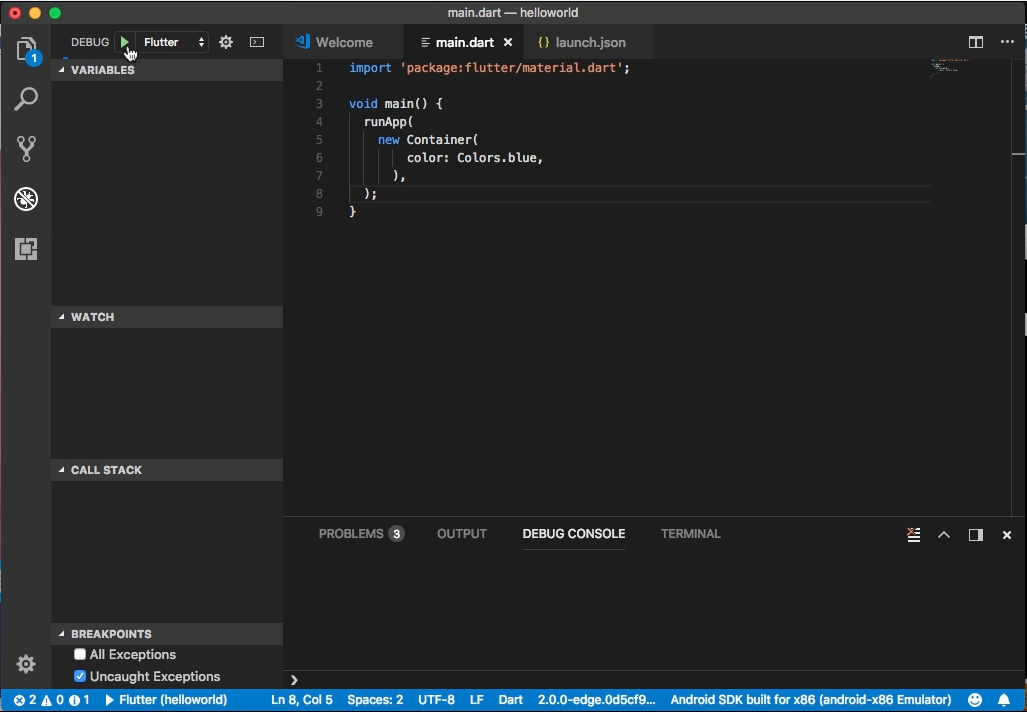 main.dart — helloworld
DEBUG Flutter
Welcome main.dart {} launch.json
1
VARIABLES
WATCH
CALL STACK
BREAKPOINTS
All Exceptions
Uncaught Exceptions
1 import 'package:flutter/material.dart';
2
3 void main() {
4 runApp(
5 new Container(
6 color: Colors.blue,
7 ),
8 );
9 }
PROBLEMS 3 OUTPUT DEBUG CONSOLE TERMINAL
2 0 1 Flutter (helloworld) Ln 8, Col 5 Spaces: 2 UTF-8 LF Dart 2.0.0-edge.0d5cf9... Android SDK built for x86 (android-x86 Emulator)